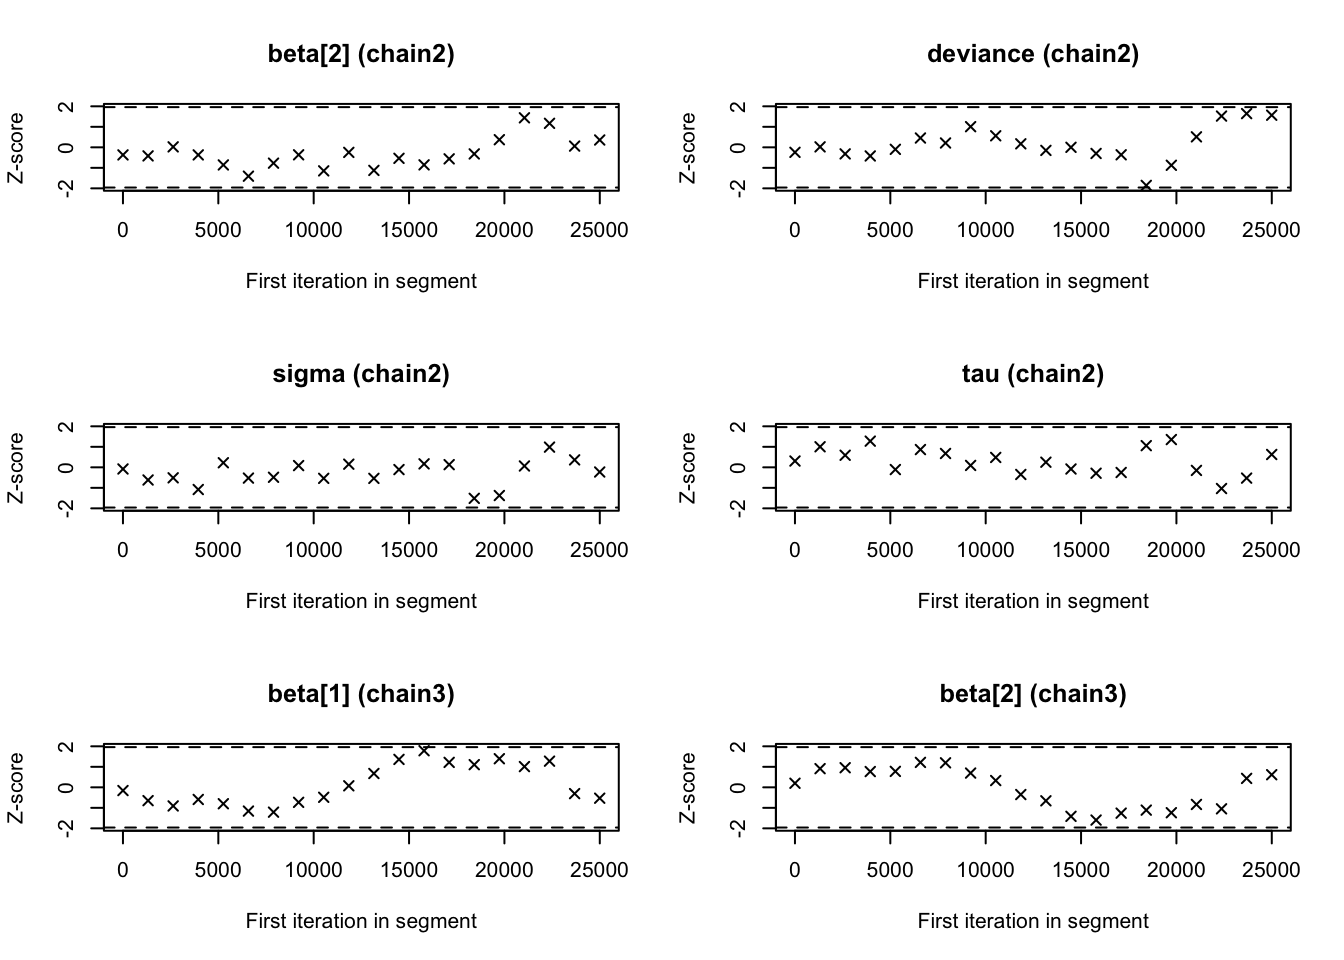 beta[2] (chain2)
Z-score
2
0
-2
0 5000 10000 15000 20000 25000
First iteration in segment
deviance (chain2)
Z-score
2
0
-2
0 5000 10000 15000 20000 25000
First iteration in segment
sigma (chain2)
Z-score
2
0
-2
0 5000 10000 15000 20000 25000
First iteration in segment
tau (chain2)
Z-score
2
0
-2
0 5000 10000 15000 20000 25000
First iteration in segment
beta[1] (chain3)
Z-score
2
0
-2
0 5000 10000 15000 20000 25000
First iteration in segment
beta[2] (chain3)
Z-score
2
0
-2
0 5000 10000 15000 20000 25000
First iteration in segment